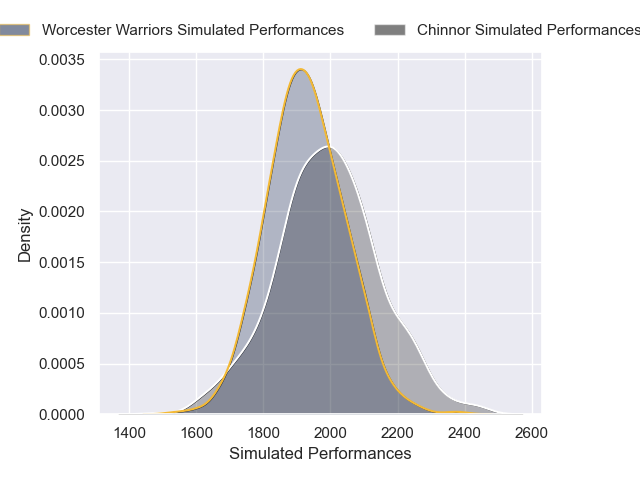 Worcester Warriors Simulated Performances Chinnor Simulated Performances
0.0035
0.0030
0.0025
0.0020
0.0015
0.0010
0.0005
0.0000
Density
1400 1600 1800 2000 2200 2400 2600
Simulated Performances